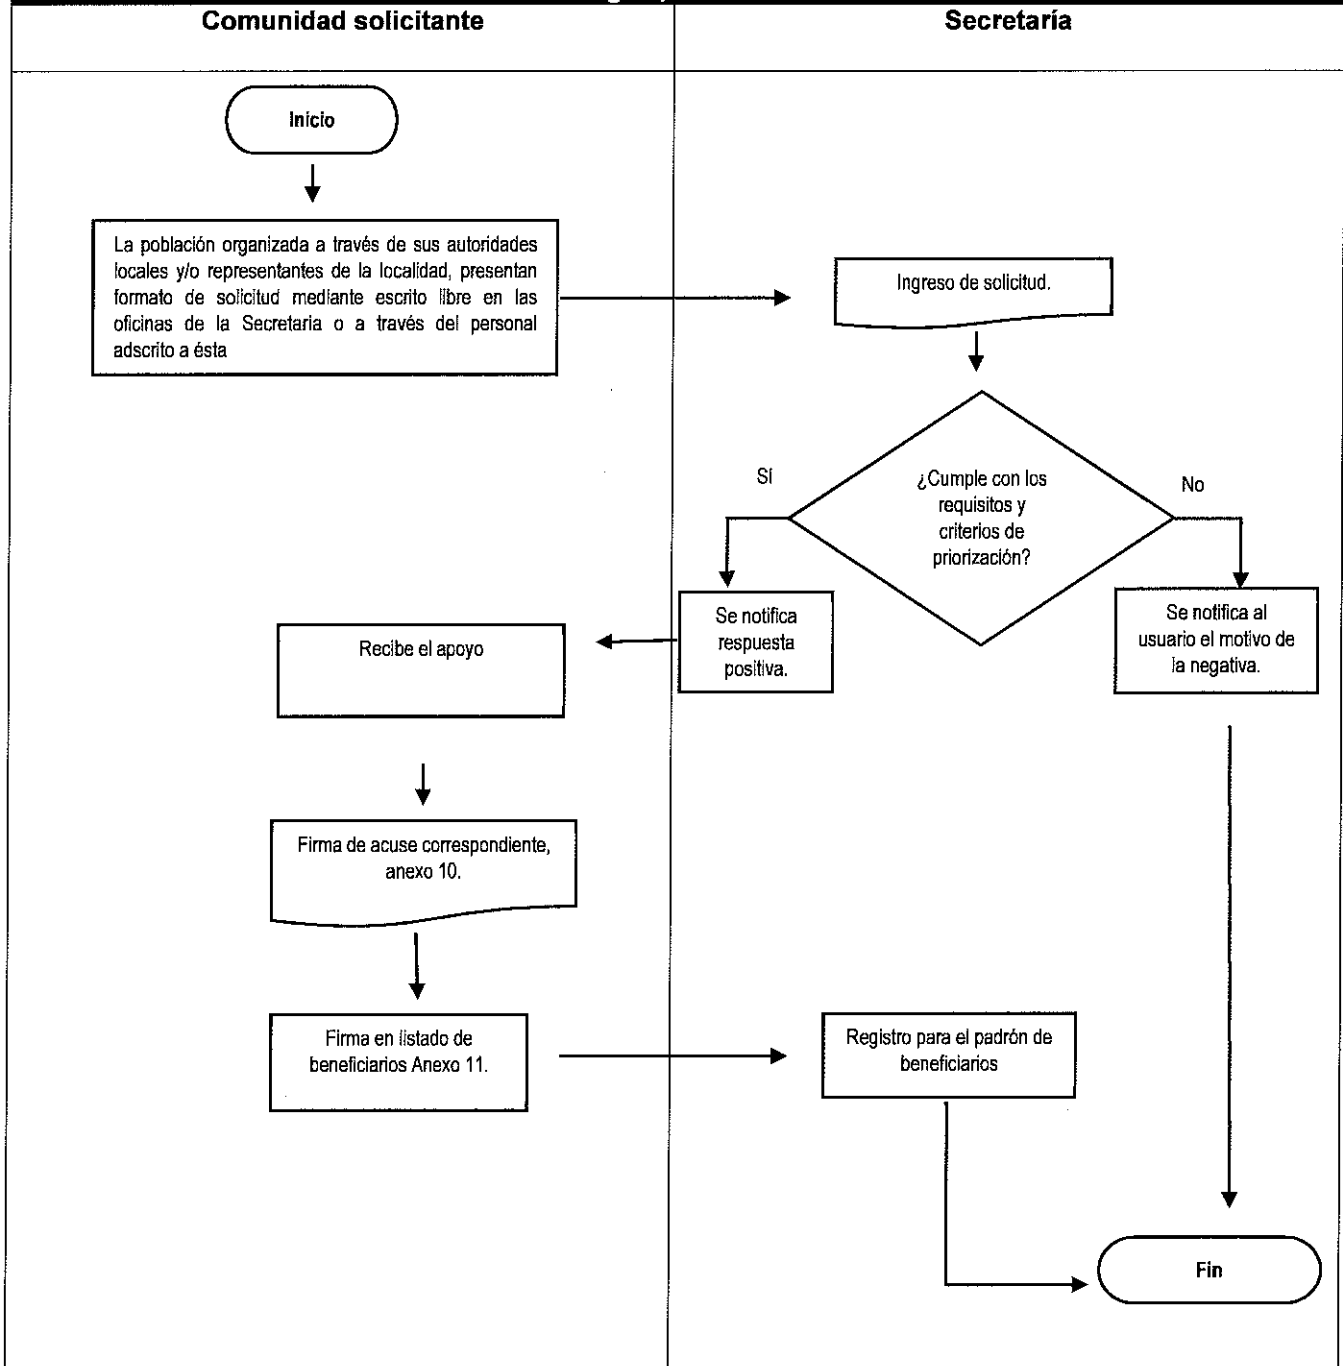 Comunidad solicitante
Secretaría
Inicio
La población organizada a través de sus autoridades
locales y/o representantes de la localidad, presentan
formato de solicitud mediante escrito libre en las
oficinas de la Secretaria o a través del personal
adscrito a ésta
Ingreso de solicitud.
¿Cumple con los
requisitos y
criterios de
priorización?
Sí
No
Se notifica
respuesta
positiva.
Se notifica al
usuario el motivo de
la negativa.
Recibe el apoyo
Firma de acuse correspondiente,
anexo 10.
Firma en listado de
beneficiarios Anexo 11.
Registro para el padrón de
beneficiarios
Fin